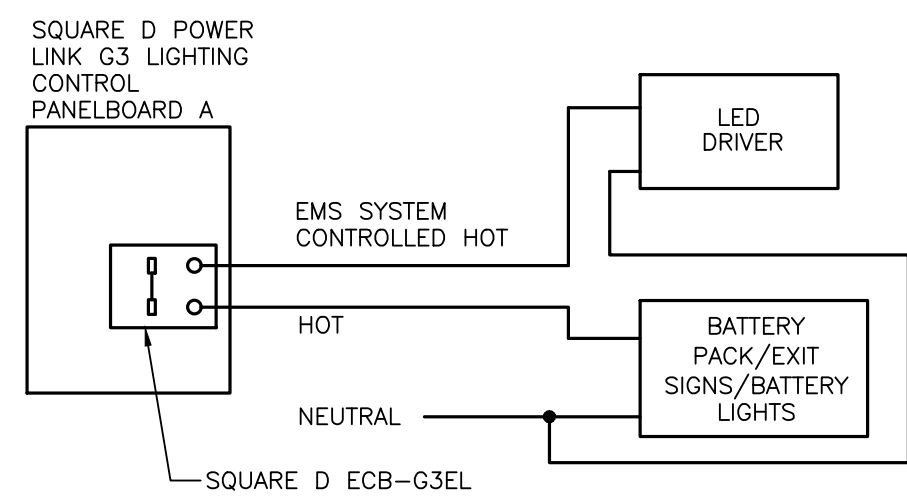 SQUARE D POWER
LINK G3 LIGHTING
CONTROL
PANELBOARD A
LED
DRIVER
EMS SYSTEM
CONTROLLED HOT
HOT
BATTERY
PACK/EXIT
SIGNS/BATTERY
LIGHTS
NEUTRAL
SQUARE D ECB-G3EL